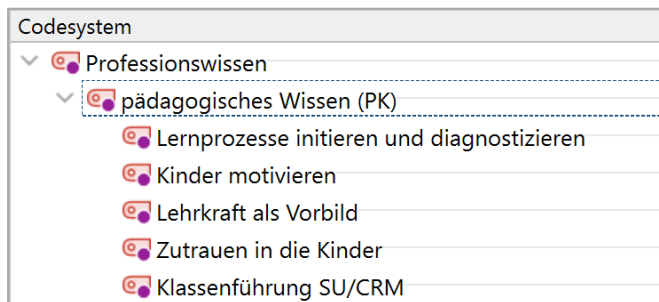 Codesystem
Professionswissen
pädagogisches Wissen (PK)
Lernprozesse initieren und diagnostizieren
Kinder motivieren
Lehrkraft als Vorbild
Zutrauen in die Kinder
Klassenführung SU/CRM